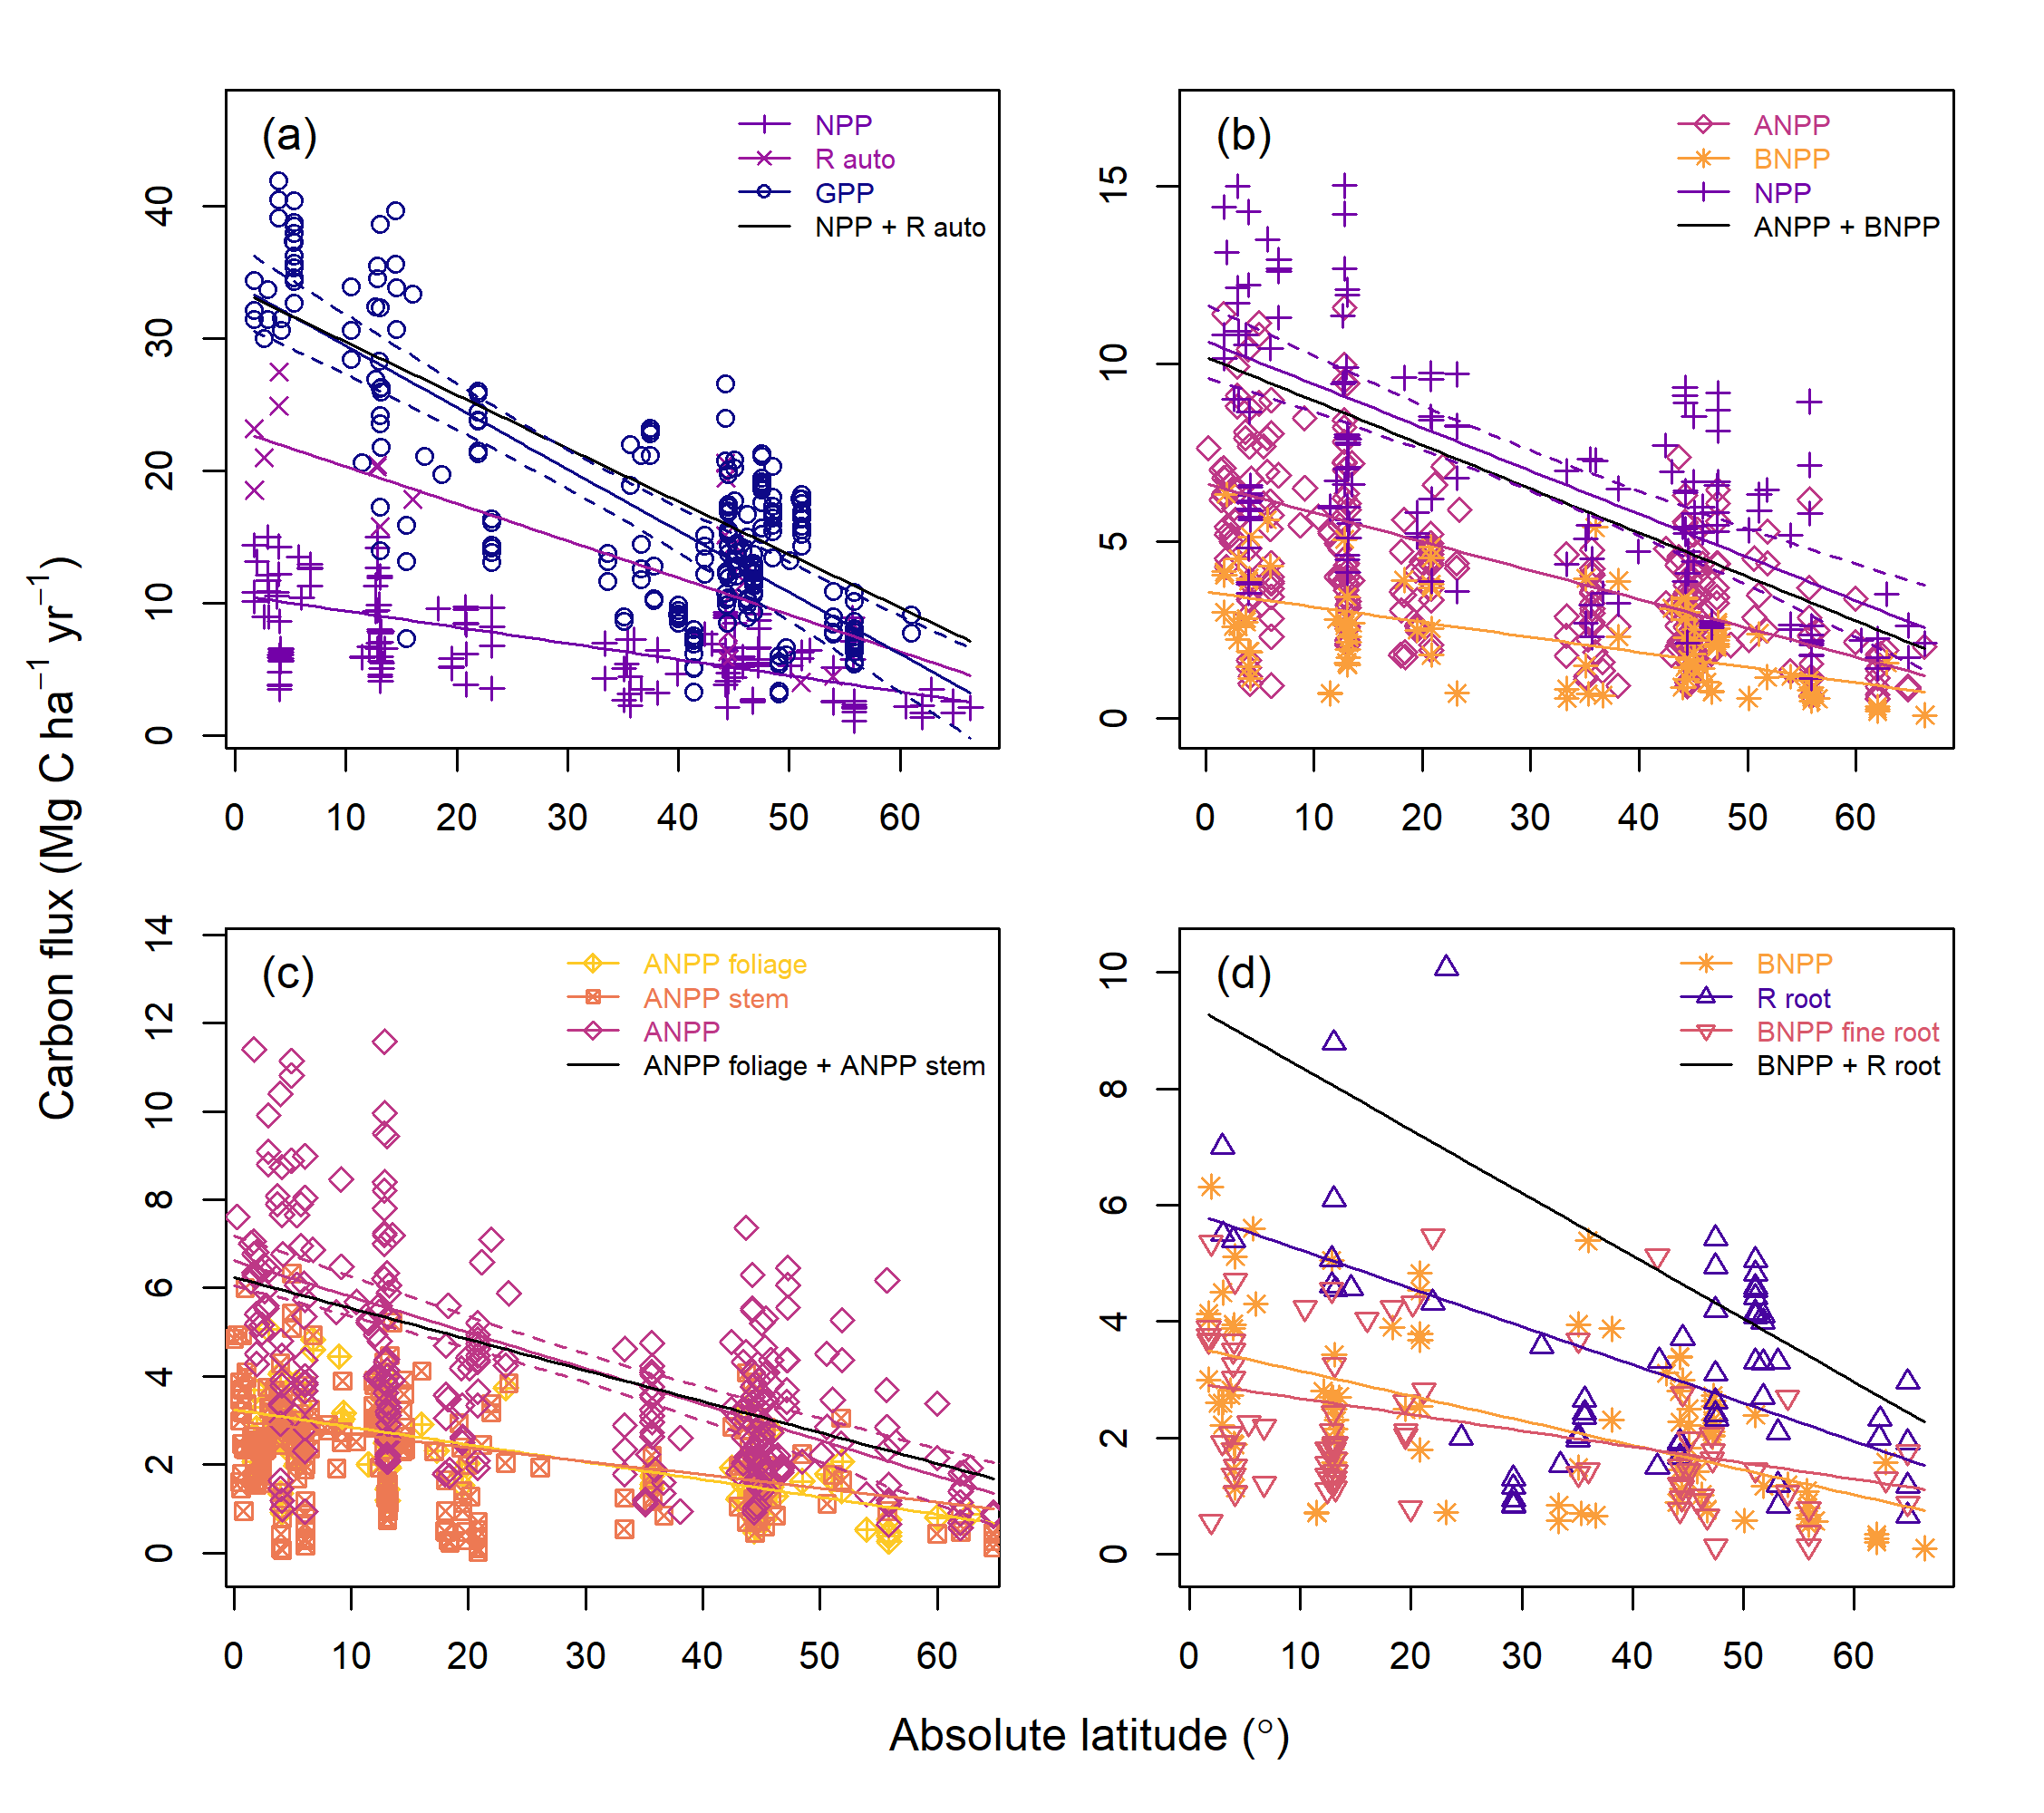 (a)
NPP
R auto
GPP
NPP + R auto
40
30
20
10
0
0 10 20 30 40 50 60
(b)
ANPP
BNPP
NPP
ANPP + BNPP
15
10
5
0
0 10 20 30 40 50 60
Carbon flux (Mg C ha⁻¹ yr⁻¹)
(c)
ANPP foliage
ANPP stem
ANPP
ANPP foliage + ANPP stem
14
12
10
8
6
4
2
0
0 10 20 30 40 50 60
(d)
BNPP
R root
BNPP fine root
BNPP + R root
10
8
6
4
2
0
0 10 20 30 40 50 60
Absolute latitude (°)